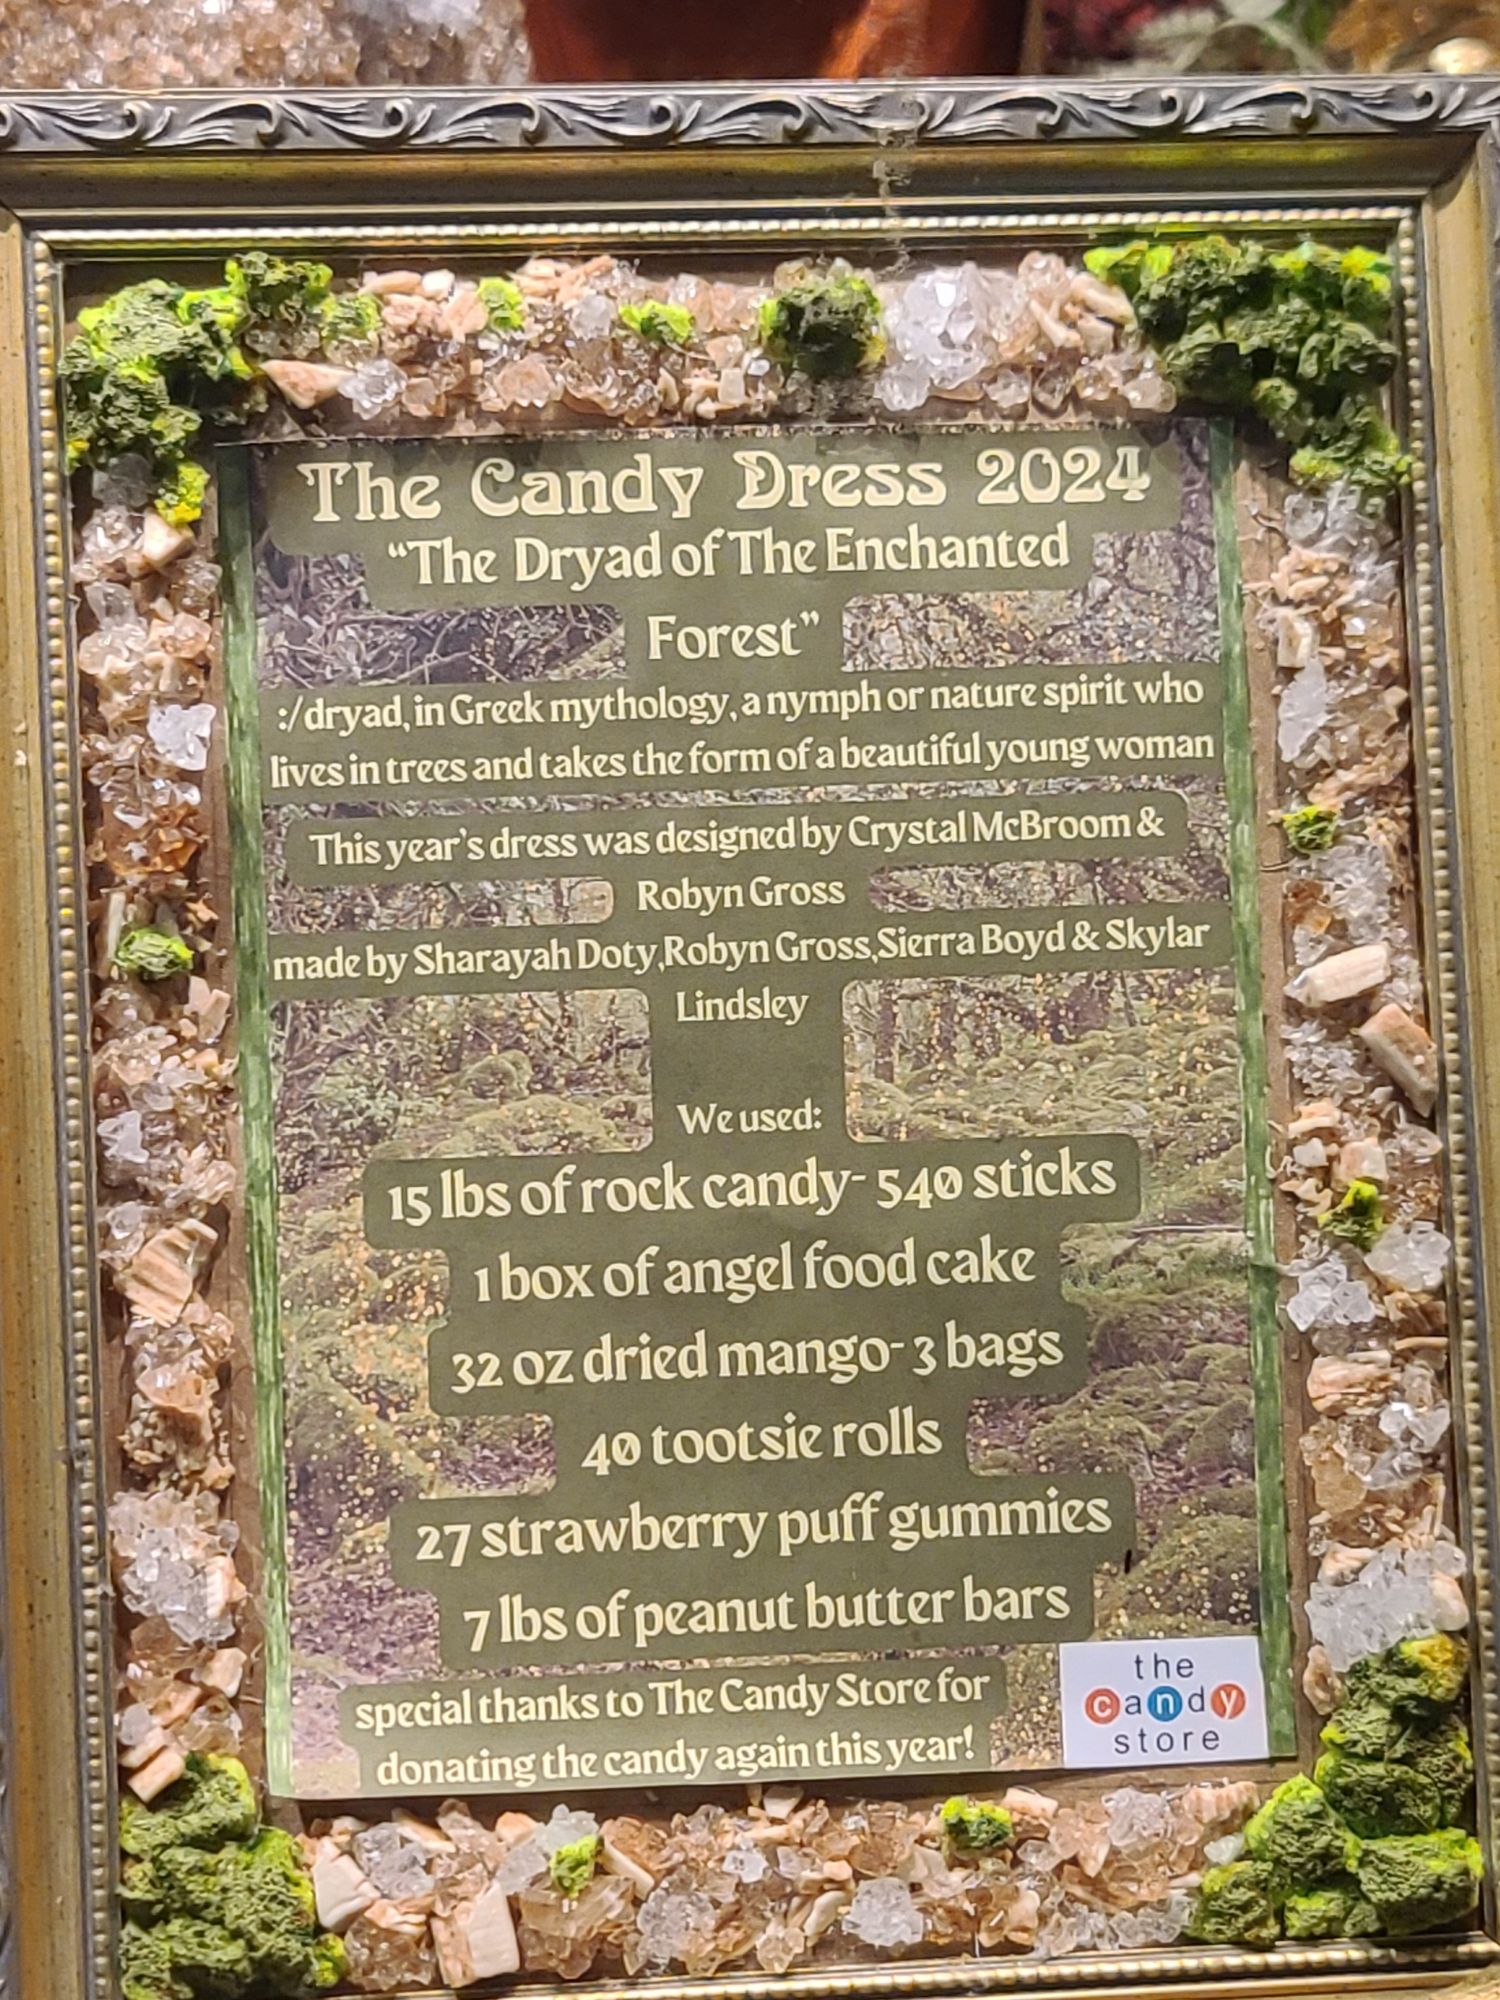 The Candy Dress 2024
“The Dryad of The Enchanted
Forest”
:/dryad, in Greek mythology, a nymph or nature spirit who
lives in trees and takes the form of a beautiful young woman
This year's dress was designed by Crystal McBroom &
Robyn Gross
made by Sharayah Doty,Robyn Gross,Sierra Boyd & Skylar
Lindsley
We used:
15 lbs of rock candy- 540 sticks
1 box of angel food cake
32 oz dried mango- 3 bags
40 tootsie rolls
27 strawberry puff gummies
7 lbs of peanut butter bars
special thanks to The Candy Store for
donating the candy again this year!
the
candy
store